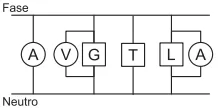 Fase
A V G T L A
Neutro